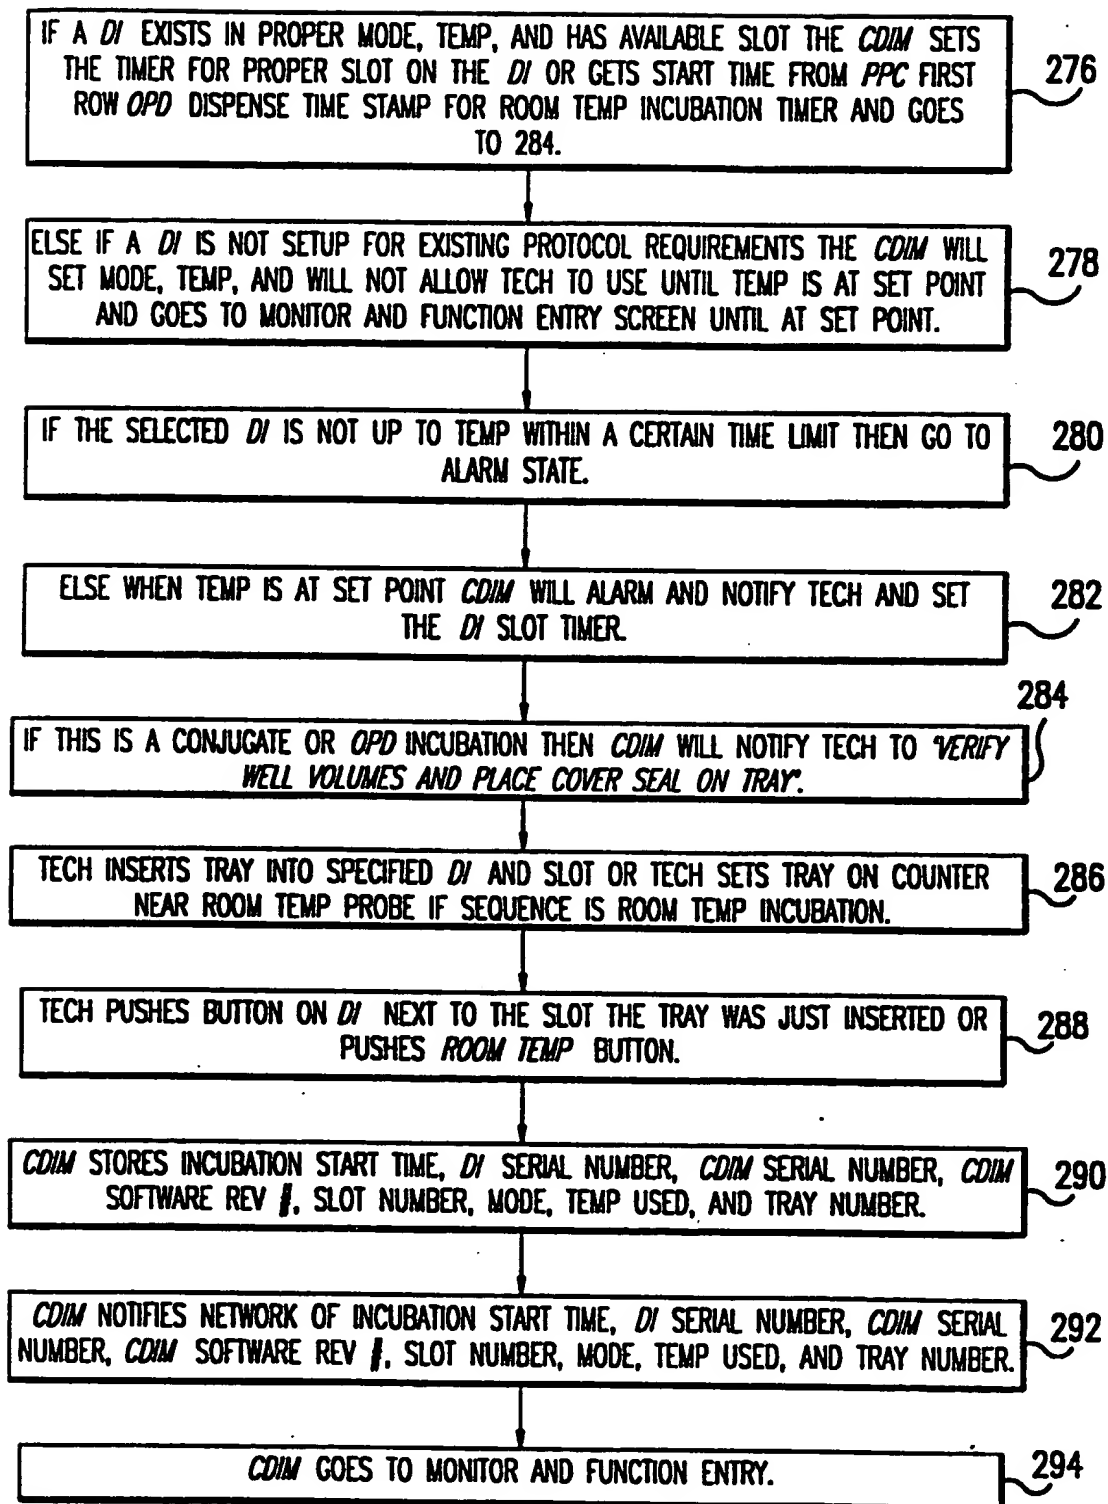 IF A DI EXISTS IN PROPER MODE, TEMP, AND HAS AVAILABLE SLOT THE CDIM SETS
THE TIMER FOR PROPER SLOT ON THE DI OR GETS START TIME FROM PPC FIRST
ROW OPD DISPENSE TIME STAMP FOR ROOM TEMP INCUBATION TIMER AND GOES
TO 284.
276
ELSE IF A DI IS NOT SETUP FOR EXISTING PROTOCOL REQUIREMENTS THE CDIM WILL
SET MODE, TEMP, AND WILL NOT ALLOW TECH TO USE UNTIL TEMP IS AT SET POINT
AND GOES TO MONITOR AND FUNCTION ENTRY SCREEN UNTIL AT SET POINT.
278
IF THE SELECTED DI IS NOT UP TO TEMP WITHIN A CERTAIN TIME LIMIT THEN GO TO
ALARM STATE.
280
ELSE WHEN TEMP IS AT SET POINT CDIM WILL ALARM AND NOTIFY TECH AND SET
THE DI SLOT TIMER.
282
284
IF THIS IS A CONJUGATE OR OPD INCUBATION THEN CDIM WILL NOTIFY TECH TO "VERIFY
WELL VOLUMES AND PLACE COVER SEAL ON TRAY".
TECH INSERTS TRAY INTO SPECIFIED DI AND SLOT OR TECH SETS TRAY ON COUNTER
NEAR ROOM TEMP PROBE IF SEQUENCE IS ROOM TEMP INCUBATION.
286
TECH PUSHES BUTTON ON DI NEXT TO THE SLOT THE TRAY WAS JUST INSERTED OR
PUSHES ROOM TEMP BUTTON.
288
CDIM STORES INCUBATION START TIME, DI SERIAL NUMBER, CDIM SERIAL NUMBER, CDIM
SOFTWARE REV #, SLOT NUMBER, MODE, TEMP USED, AND TRAY NUMBER.
290
CDIM NOTIFIES NETWORK OF INCUBATION START TIME, DI SERIAL NUMBER, CDIM SERIAL
NUMBER, CDIM SOFTWARE REV #, SLOT NUMBER, MODE, TEMP USED, AND TRAY NUMBER.
292
CDIM GOES TO MONITOR AND FUNCTION ENTRY.
294